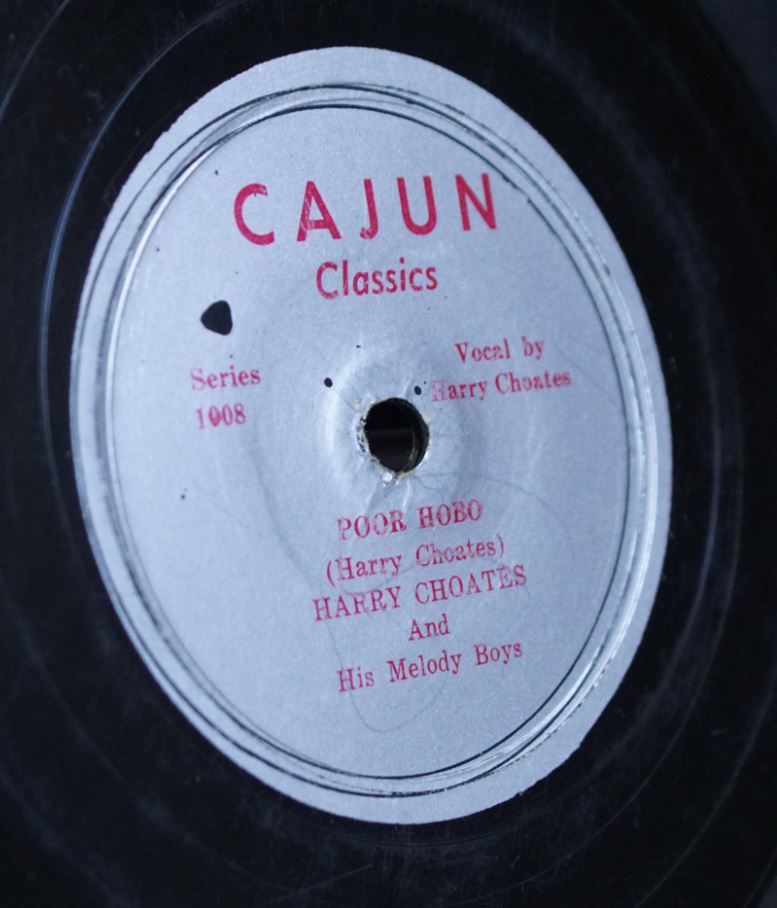 CAJUN
Classics
Series
1008
Vocal by
Harry Choates
POOR HOBO
(Harry Choates)
HARRY CHOATES
And
His Melody Boys